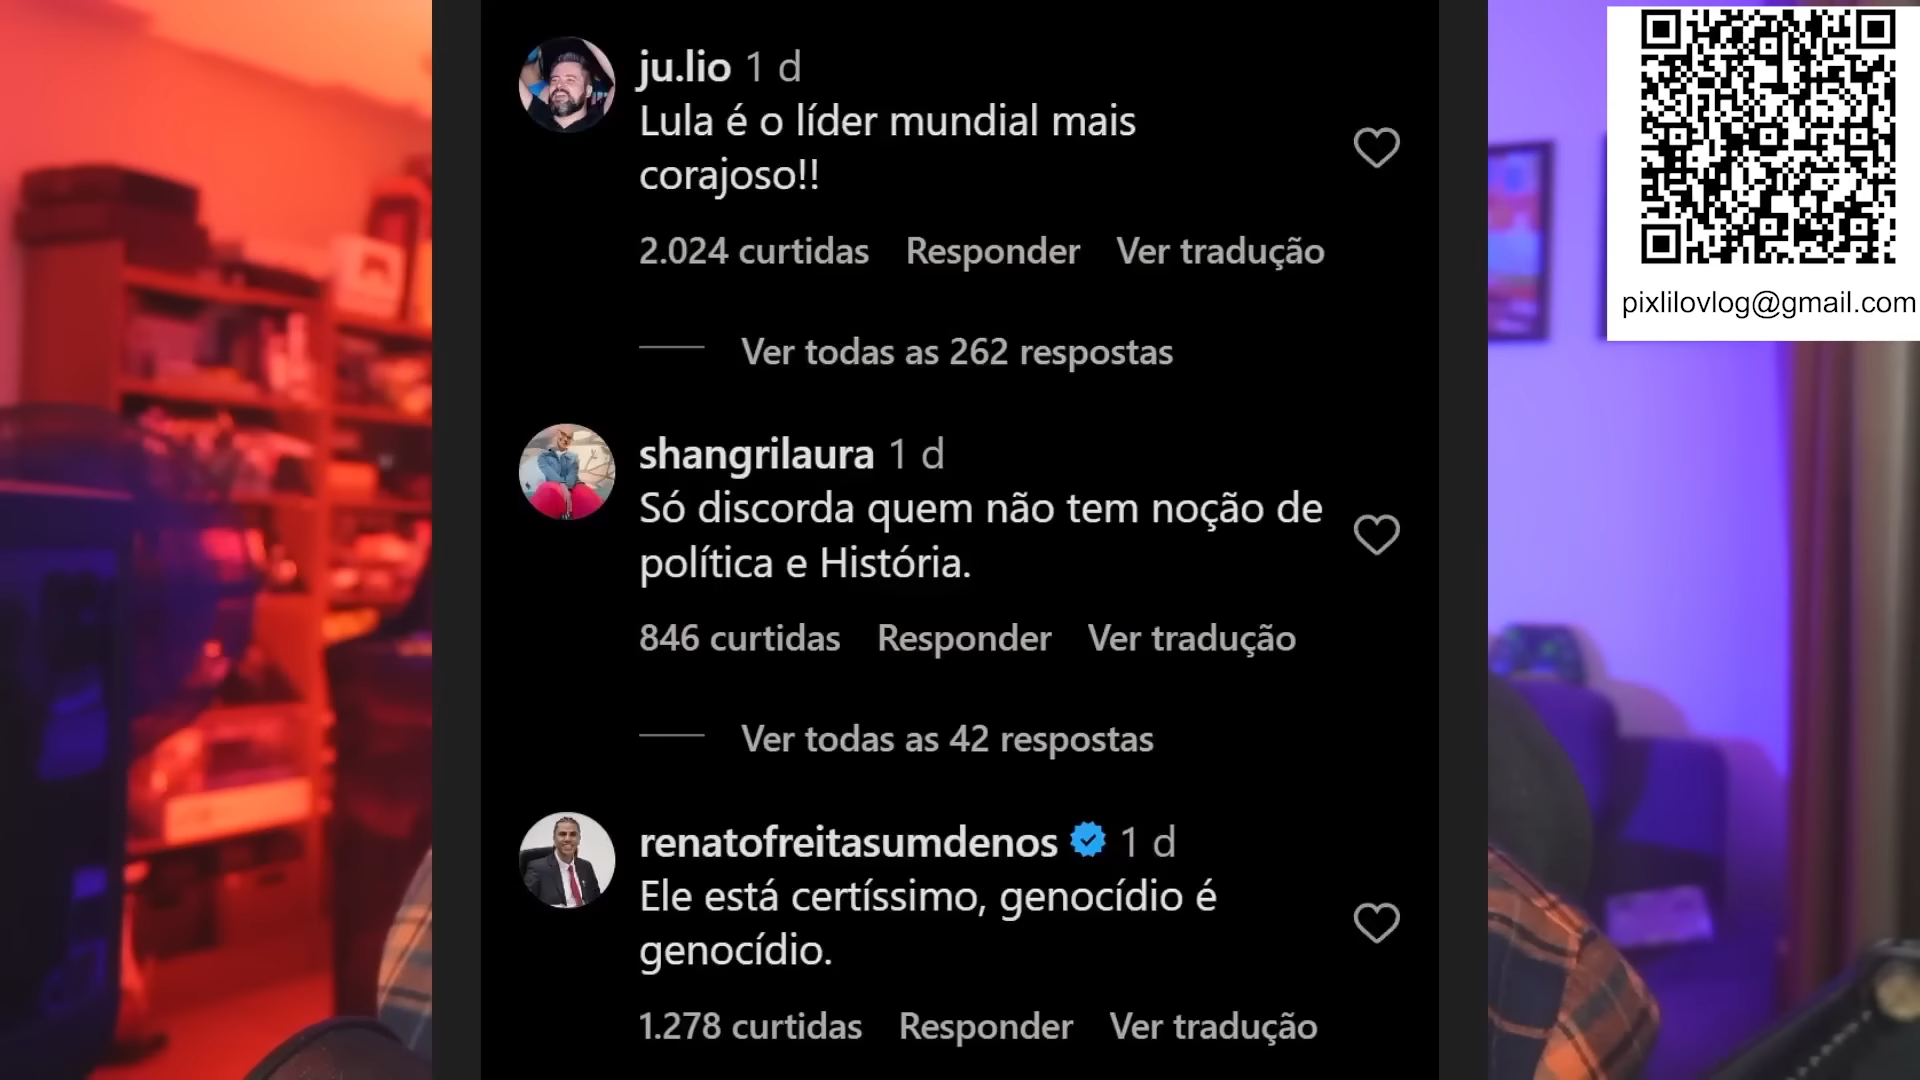 ju.lio 1 d
Lula é o líder mundial mais
corajoso!!
2.024 curtidas Responder Ver tradução
Ver todas as 262 respostas
shangrilaura 1 d
Só discorda quem não tem noção de
política e História.
846 curtidas Responder Ver tradução
Ver todas as 42 respostas
renatofreitasumdenos 1 d
Ele está certíssimo, genocídio é
genocídio.
1.278 curtidas Responder Ver tradução
pixlilovlog@gmail.com